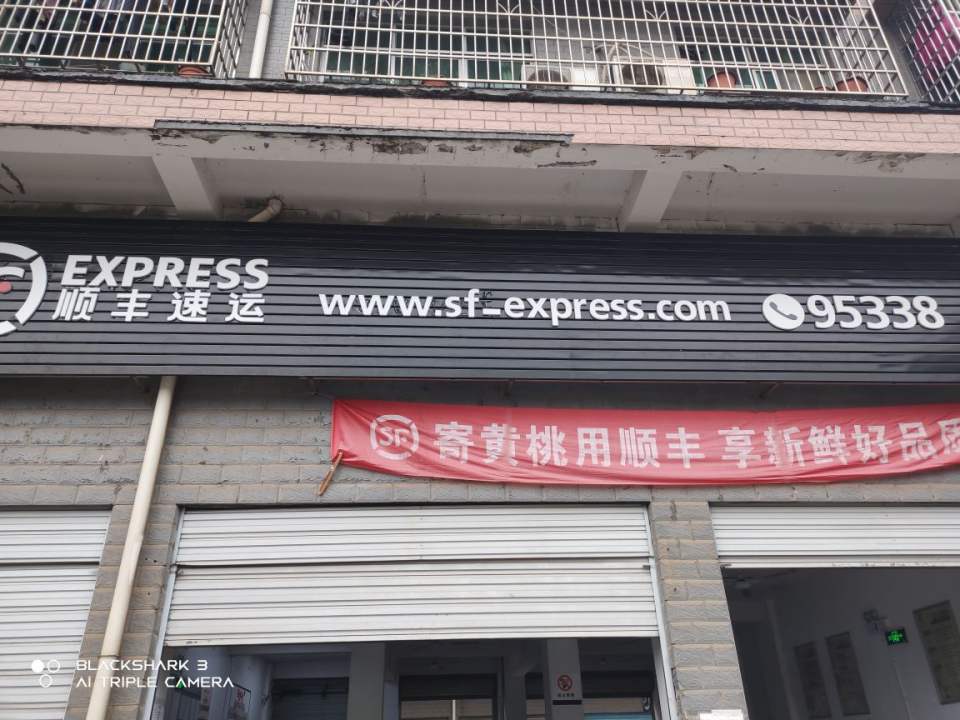 EXPRESS
顺丰速运
www.sf-express.com
95338
SF 寄黄桃用顺丰 享新鲜好品质
BLACKSHARK 3
AI TRIPLE CAMERA